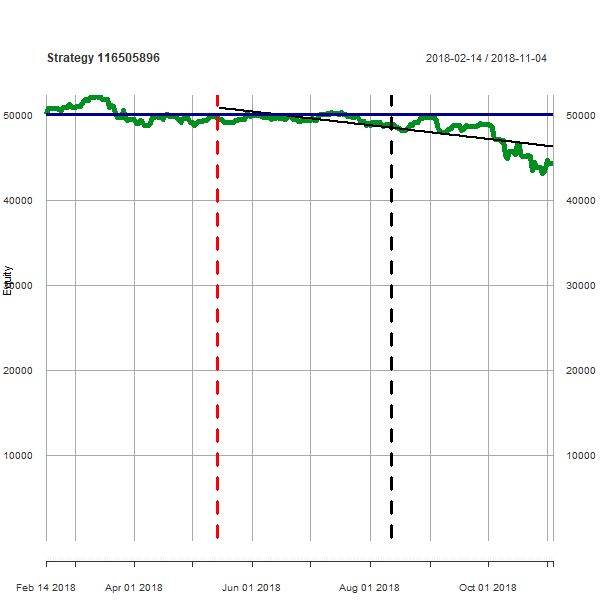 Strategy 116505896
2018-02-14 / 2018-11-04
50000
50000
40000
40000
Equity
30000
30000
20000
20000
10000
10000
Feb 14 2018
Apr 01 2018
Jun 01 2018
Aug 01 2018
Oct 01 2018